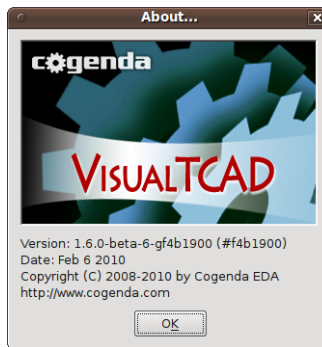 About...
cogenda
VISUALTCAD
Version: 1.6.0-beta-6-gf4b1900 (#f4b1900)
Date: Feb 6 2010
Copyright (C) 2008-2010 by Cogenda EDA
http://www.cogenda.com
OK